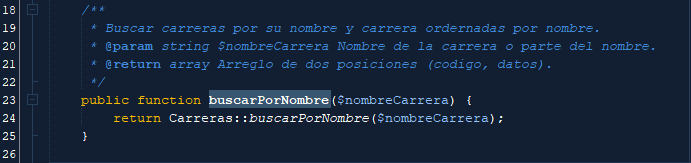 18 /**
19 * Buscar carreras por su nombre y carrera ordernadas por nombre.
20 * @param string $nombreCarrera Nombre de la carrera o parte del nombre.
21 * @return array Arreglo de dos posiciones (codigo, datos).
22 */
23 public function buscarPorNombre($nombreCarrera) {
24 return Carreras::buscarPorNombre($nombreCarrera);
25 }
26